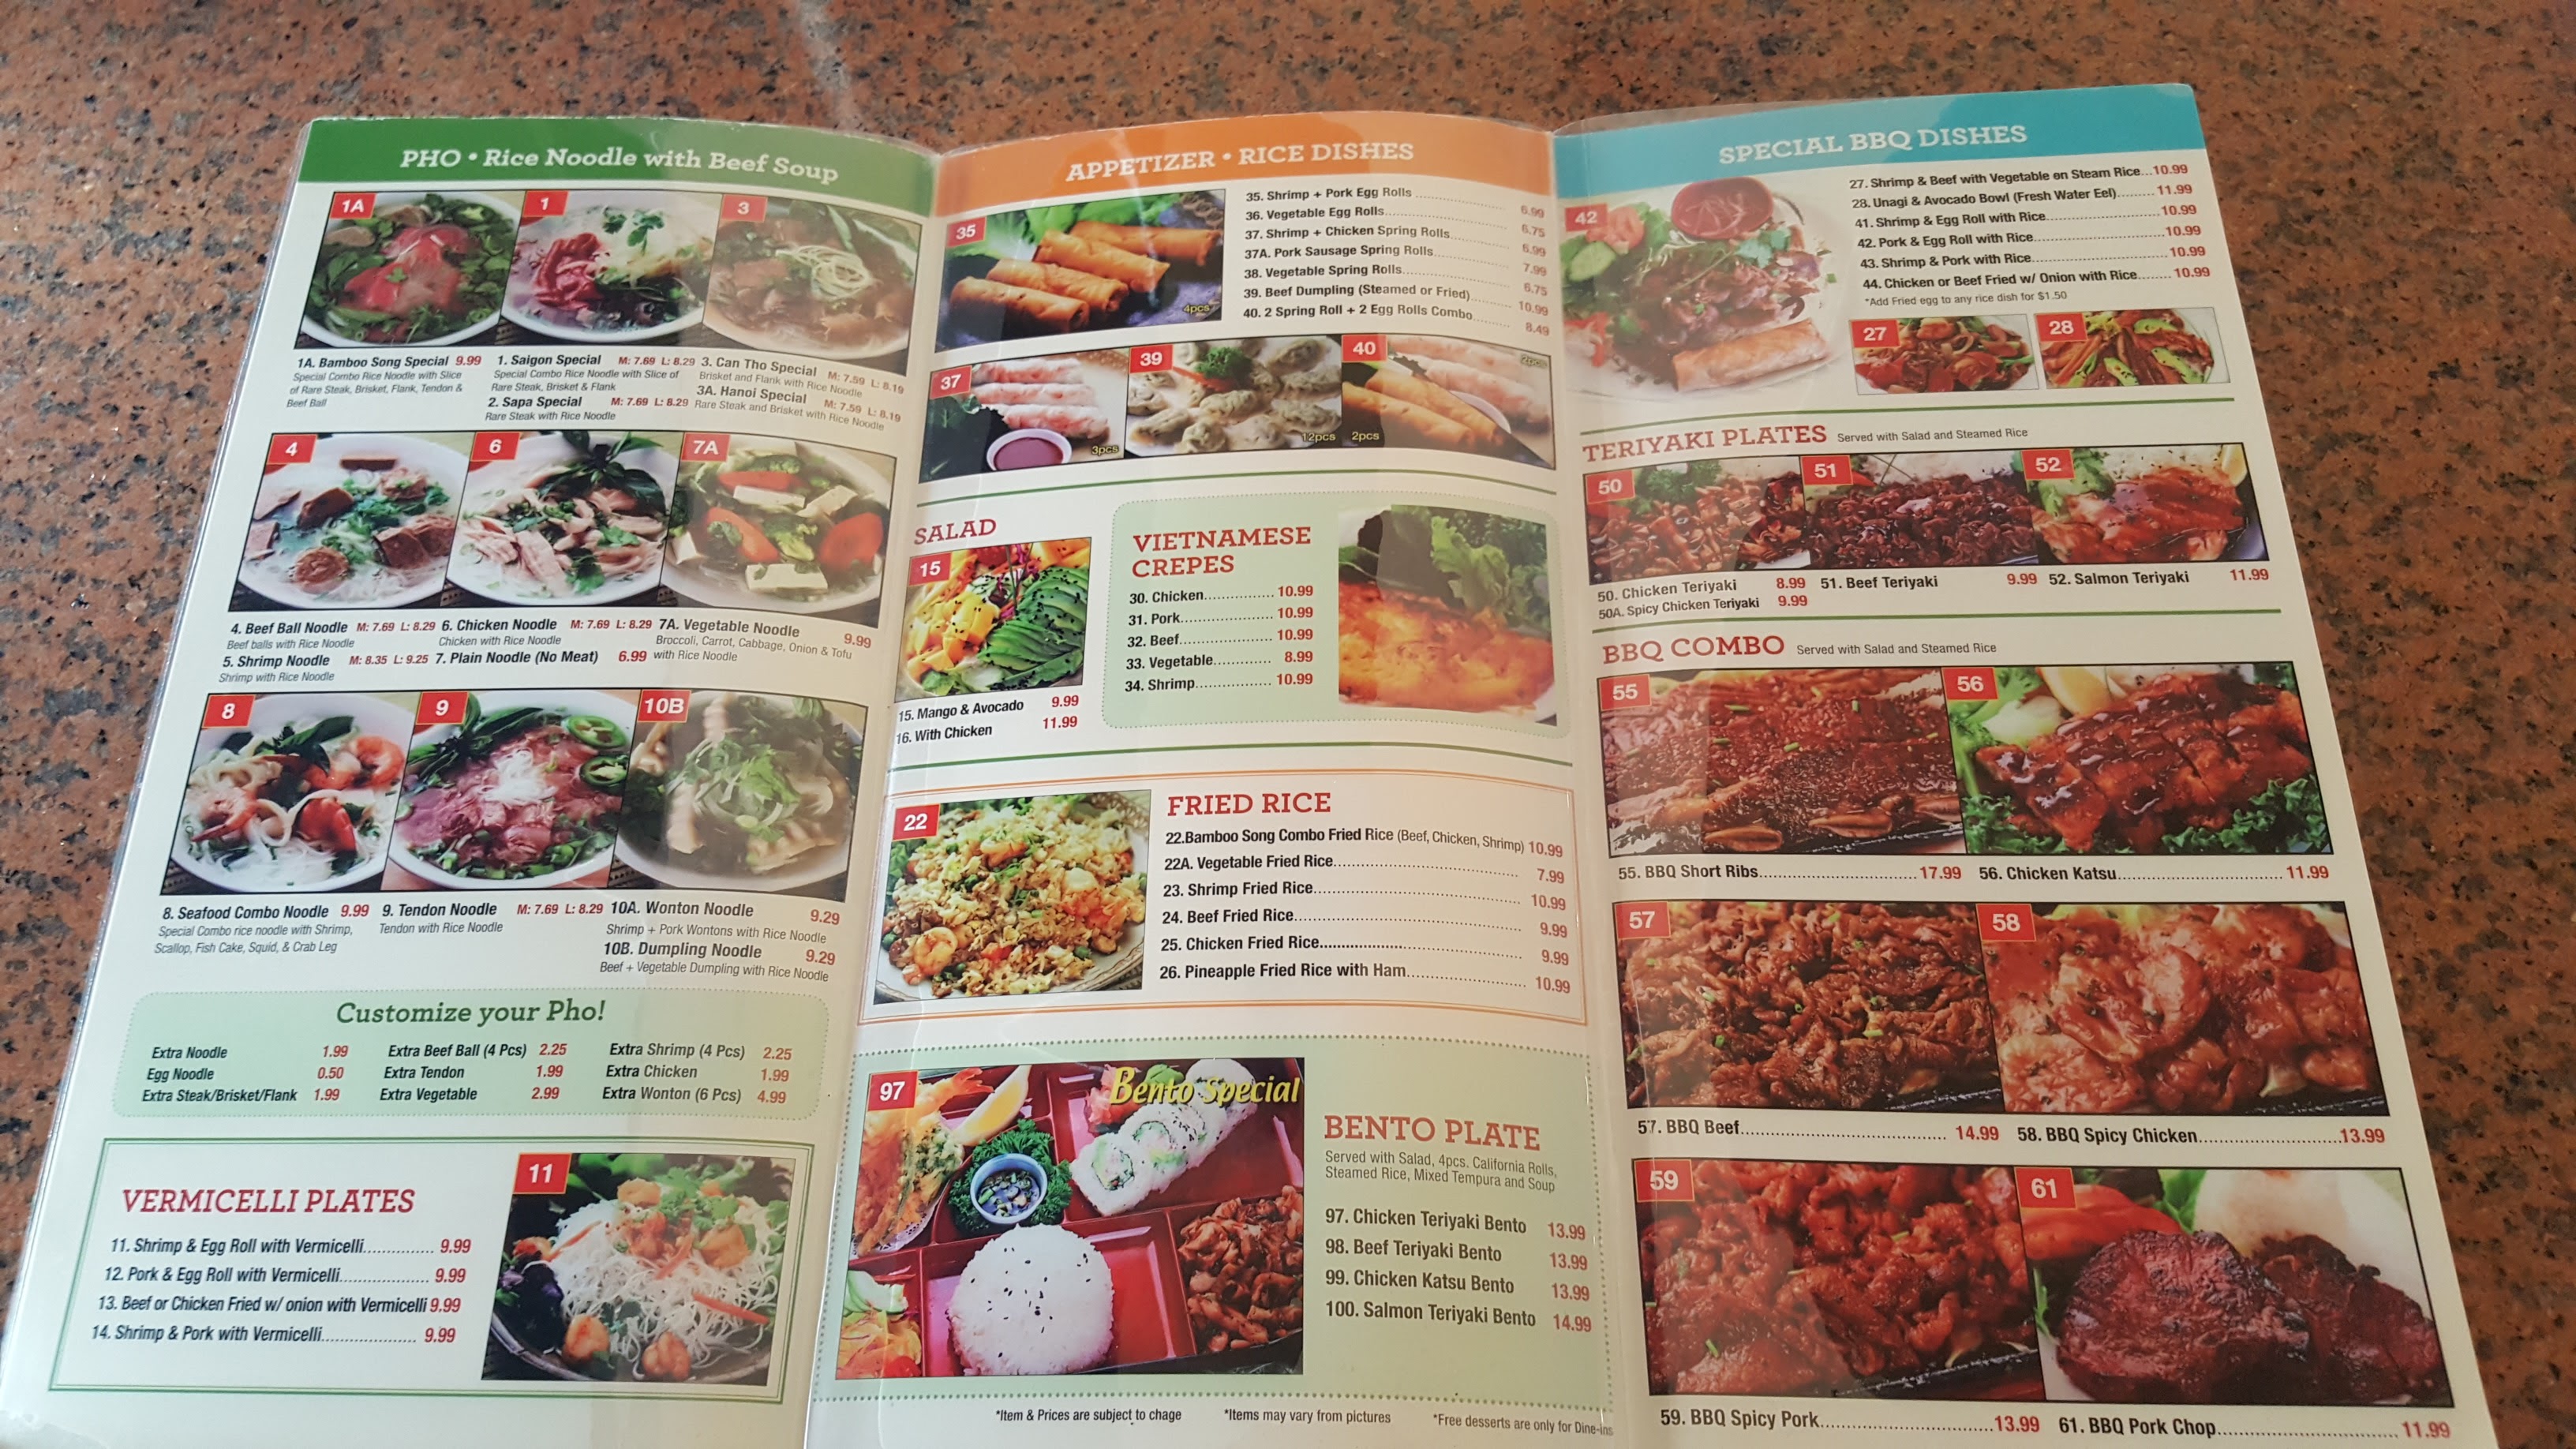 PHO • Rice Noodle with Beef Soup
1A
1
3
1A. Bamboo Song Special 9.99
Special Combo Rice Noodle with Slice
of Rare Steak, Brisket, Flank, Tendon &
Beef Ball
1. Saigon Special M: 7.69 L: 8.29
Special Combo Rice Noodle with Slice of
Rare Steak, Brisket & Flank
2. Sapa Special M: 7.69 L: 8.29
Rare Steak with Rice Noodle
3. Can Tho Special M: 7.59 L: 8.19
Brisket and Flank with Rice Noodle
3A. Hanoi Special M: 7.59 L: 8.19
Rare Steak and Brisket with Rice Noodle
4
6
7A
4. Beef Ball Noodle M: 7.69 L: 8.29
Beef balls with Rice Noodle
5. Shrimp Noodle M: 8.35 L: 9.25
Shrimp with Rice Noodle
6. Chicken Noodle M: 7.69 L: 8.29
Chicken with Rice Noodle
7. Plain Noodle (No Meat) 6.99
7A. Vegetable Noodle 9.99
Broccoli, Carrot, Cabbage, Onion & Tofu
with Rice Noodle
8
9
10B
8. Seafood Combo Noodle 9.99
Special Combo rice noodle with Shrimp,
Scallop, Fish Cake, Squid, & Crab Leg
9. Tendon Noodle M: 7.69 L: 8.29
Tendon with Rice Noodle
10A. Wonton Noodle 9.29
Shrimp + Pork Wontons with Rice Noodle
10B. Dumpling Noodle 9.29
Beef + Vegetable Dumpling with Rice Noodle
Customize your Pho!
Extra Noodle 1.99
Egg Noodle 0.50
Extra Steak/Brisket/Flank 1.99
Extra Beef Ball (4 Pcs) 2.25
Extra Tendon 1.99
Extra Vegetable 2.99
Extra Shrimp (4 Pcs) 2.25
Extra Chicken 1.99
Extra Wonton (6 Pcs) 4.99
VERMICELLI PLATES
11. Shrimp & Egg Roll with Vermicelli 9.99
12. Pork & Egg Roll with Vermicelli 9.99
13. Beef or Chicken Fried w/ onion with Vermicelli 9.99
14. Shrimp & Pork with Vermicelli 9.99
11
APPETIZER • RICE DISHES
35
4pcs
35. Shrimp + Pork Egg Rolls 6.99
36. Vegetable Egg Rolls 6.75
37. Shrimp + Chicken Spring Rolls 6.99
37A. Pork Sausage Spring Rolls 7.99
38. Vegetable Spring Rolls 6.75
39. Beef Dumpling (Steamed or Fried) 10.99
40. 2 Spring Roll + 2 Egg Rolls Combo 8.49
37
3pcs
39
12pcs
40
2pcs
2pcs
SALAD
15
15. Mango & Avocado 9.99
16. With Chicken 11.99
VIETNAMESE
CREPES
30. Chicken 10.99
31. Pork 10.99
32. Beef 10.99
33. Vegetable 8.99
34. Shrimp 10.99
22
FRIED RICE
22.Bamboo Song Combo Fried Rice (Beef, Chicken, Shrimp) 10.99
22A. Vegetable Fried Rice 7.99
23. Shrimp Fried Rice 10.99
24. Beef Fried Rice 9.99
25. Chicken Fried Rice 9.99
26. Pineapple Fried Rice with Ham 10.99
97
Bento Special
BENTO PLATE
Served with Salad, 4pcs. California Rolls,
Steamed Rice, Mixed Tempura and Soup
97. Chicken Teriyaki Bento 13.99
98. Beef Teriyaki Bento 13.99
99. Chicken Katsu Bento 13.99
100. Salmon Teriyaki Bento 14.99
*Item & Prices are subject to chage
*Items may vary from pictures
*Free desserts are only for Dine-ins
SPECIAL BBQ DISHES
42
27. Shrimp & Beef with Vegetable on Steam Rice...10.99
28. Unagi & Avocado Bowl (Fresh Water Eel) 11.99
41. Shrimp & Egg Roll with Rice 10.99
42. Pork & Egg Roll with Rice 10.99
43. Shrimp & Pork with Rice 10.99
44. Chicken or Beef Fried w/ Onion with Rice 10.99
*Add Fried egg to any rice dish for $1.50
27
28
TERIYAKI PLATES Served with Salad and Steamed Rice
50
51
52
50. Chicken Teriyaki 8.99
50A. Spicy Chicken Teriyaki 9.99
51. Beef Teriyaki 9.99
52. Salmon Teriyaki 11.99
BBQ COMBO Served with Salad and Steamed Rice
55
56
55. BBQ Short Ribs 17.99
56. Chicken Katsu 11.99
57
58
57. BBQ Beef 14.99
58. BBQ Spicy Chicken 13.99
59
61
59. BBQ Spicy Pork 13.99
61. BBQ Pork Chop 11.99